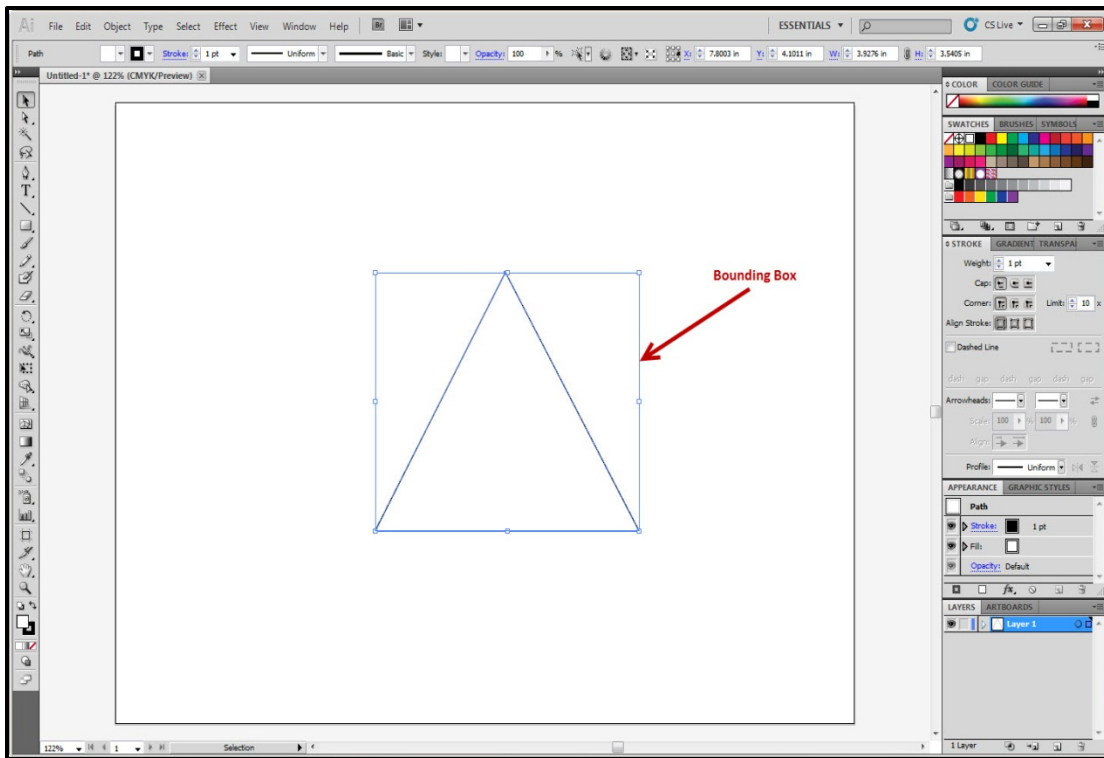 Ai File Edit Object Type Select Effect View Window Help Br ESSENTIALS CS Live
Path Stroke: 1 pt Uniform Basic Style: Opacity: 100 % X: 7.8003 in Y: 4.1011 in W: 3.9276 in H: 3.5405 in
Untitled-1* @ 122% (CMYK/Preview)
COLOR COLOR GUIDE
SWATCHES BRUSHES SYMBOLS
STROKE GRADIENT TRANSPA
Weight: 1 pt
Bounding Box
Cap:
Corner: Limit: 10 x
Align Stroke:
Dashed Line
dash gap dash gap dash gap
Arrowheads:
Scale: 100 % 100 %
Align:
Profile: Uniform
APPEARANCE GRAPHIC STYLES
Path
Stroke: 1 pt
Fill:
Opacity: Default
fx
LAYERS ARTBOARDS
Layer 1
122% 1 Selection 1 Layer